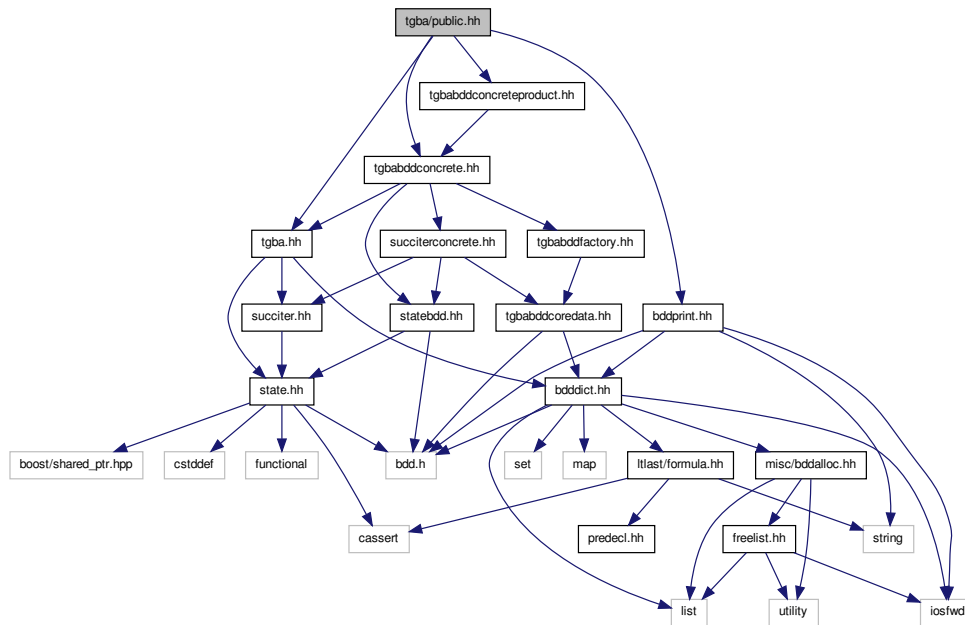 tgba/public.hh
tgbabddconcreteproduct.hh
tgbabddconcrete.hh
tgba.hh
succiterconcrete.hh
tgbabddfactory.hh
succiter.hh
statebdd.hh
tgbabddcoredata.hh
bddprint.hh
state.hh
bdddict.hh
boost/shared_ptr.hpp
cstddef
functional
bdd.h
set
map
ltlast/formula.hh
misc/bddalloc.hh
cassert
predecl.hh
freelist.hh
string
list
utility
iosfwd